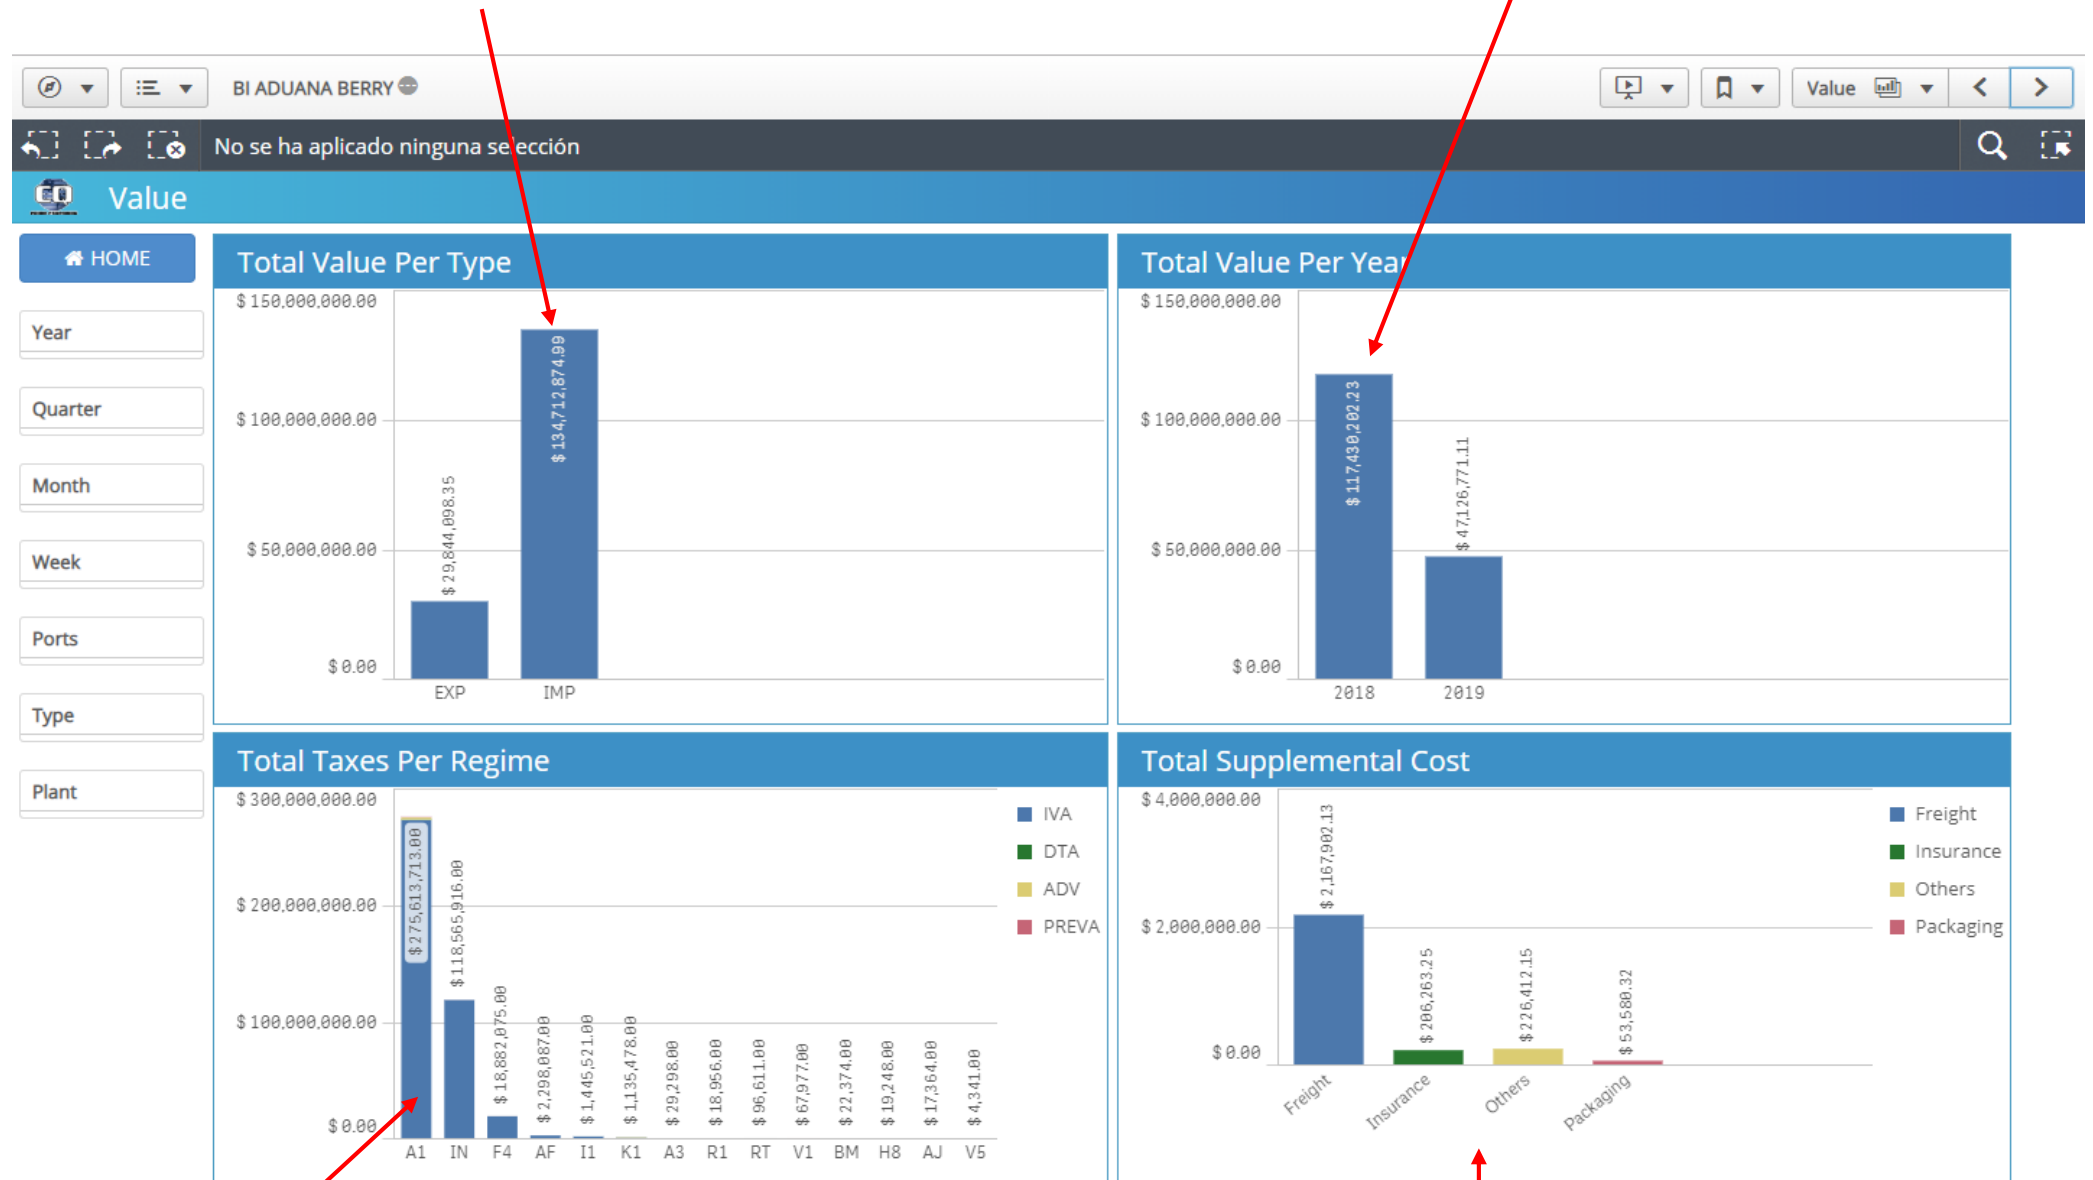 BI ADUANA BERRY
Value
No se ha aplicado ninguna selección
Value
HOME
Year
Quarter
Month
Week
Ports
Type
Plant
Total Value Per Type
$ 150,000,000.00
$ 100,000,000.00
$ 50,000,000.00
$ 0.00
$ 29,844,098.35
$ 134,712,874.99
EXP IMP
Total Value Per Year
$ 150,000,000.00
$ 100,000,000.00
$ 50,000,000.00
$ 0.00
$ 117,430,202.23
$ 47,126,771.11
2018 2019
Total Taxes Per Regime
$ 300,000,000.00
$ 200,000,000.00
$ 100,000,000.00
$ 0.00
$ 275,613,713.00
$ 118,565,916.00
$ 18,882,075.00
$ 2,298,087.00
$ 1,445,521.00
$ 1,135,478.00
$ 29,298.00
$ 18,956.00
$ 96,611.00
$ 67,977.00
$ 22,374.00
$ 19,248.00
$ 17,364.00
$ 4,341.00
A1 IN F4 AF I1 K1 A3 R1 RT V1 BM H8 AJ V5
IVA
DTA
ADV
PREVA
Total Supplemental Cost
$ 4,000,000.00
$ 2,000,000.00
$ 0.00
$ 2,167,902.13
$ 206,263.25
$ 226,412.15
$ 53,580.32
Freight Insurance Others Packaging
Freight
Insurance
Others
Packaging